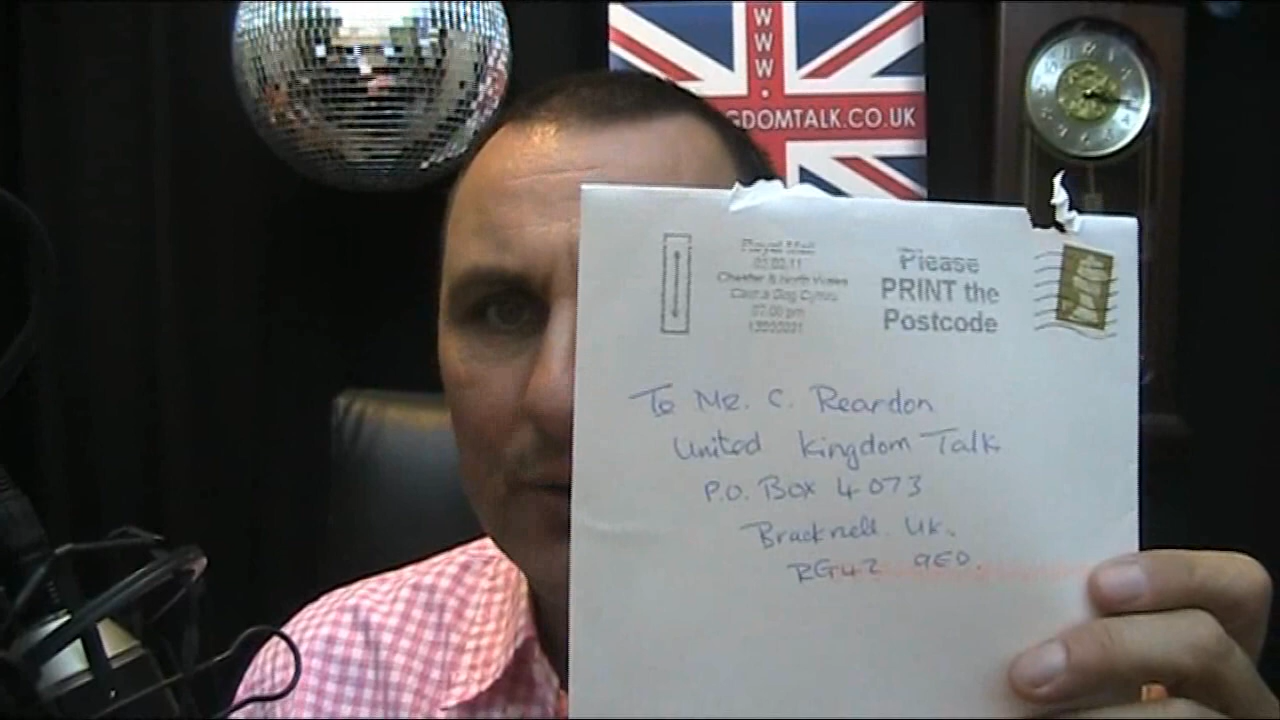 WWW.
GDOMTALK.CO.UK
Royal Mail
Chester & North Wales
07:00 pm
Please
PRINT the
Postcode
To Mr. C. Reardon
United Kingdom Talk
P.O. Box 4073
Bracknell. UK.
RG42 9ED.